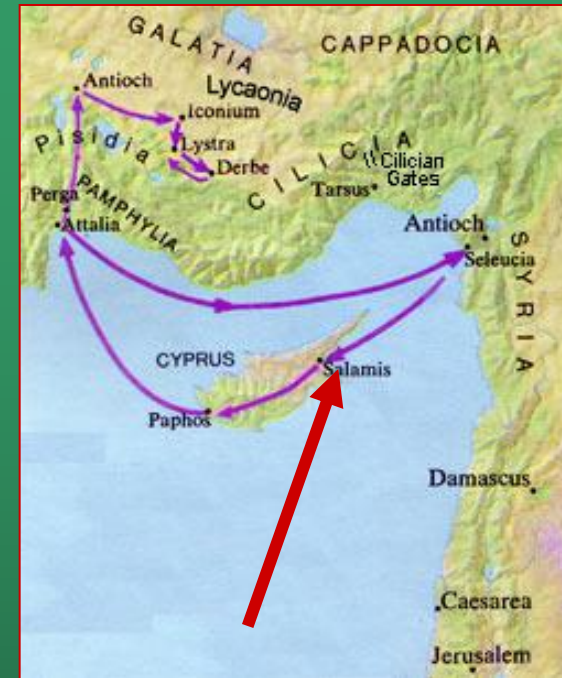 GALATIA
CAPPADOCIA
Antioch
Lycaonia
Iconium
Pisidia
Lystra
Derbe
CILICIA
Cilician
Gates
Tarsus
Perga
PAMPHYLIA
Attalia
Antioch
Seleucia
SYRIA
CYPRUS
Salamis
Paphos
Damascus
Caesarea
Jerusalem